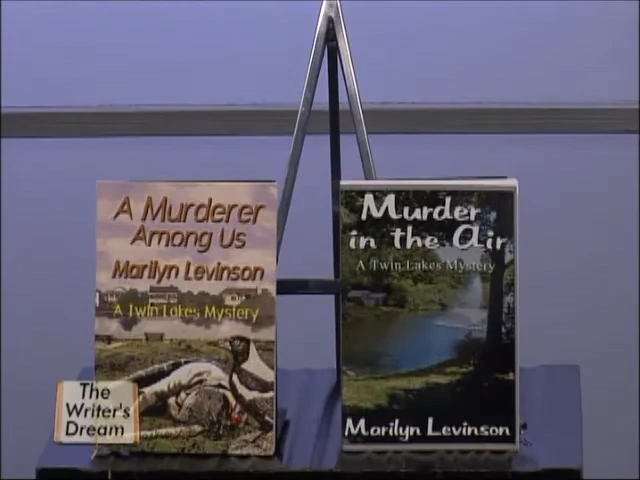 A Murderer
Among Us
Marilyn Levinson
A Twin Lakes Mystery
Murder
in the Air
A Twin Lakes Mystery
Marilyn Levinson
The
Writer's
Dream